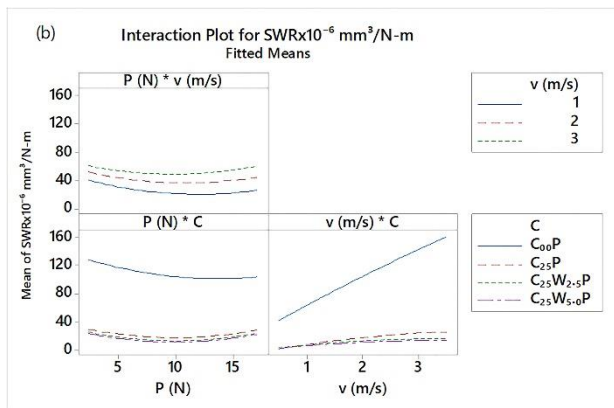 (b)
Interaction Plot for SWRx10⁻⁶ mm³/N-m
Fitted Means
P (N) * v (m/s)
160
120
80
40
0
v (m/s)
1
2
3
Mean of SWRx10⁻⁶ mm³/N-m
P (N) * C
v (m/s) * C
160
120
80
40
0
C
C₀₀P
C₂₅P
C₂₅W₂.₅P
C₂₅W₅.₀P
5 10 15
1 2 3
P (N)
v (m/s)